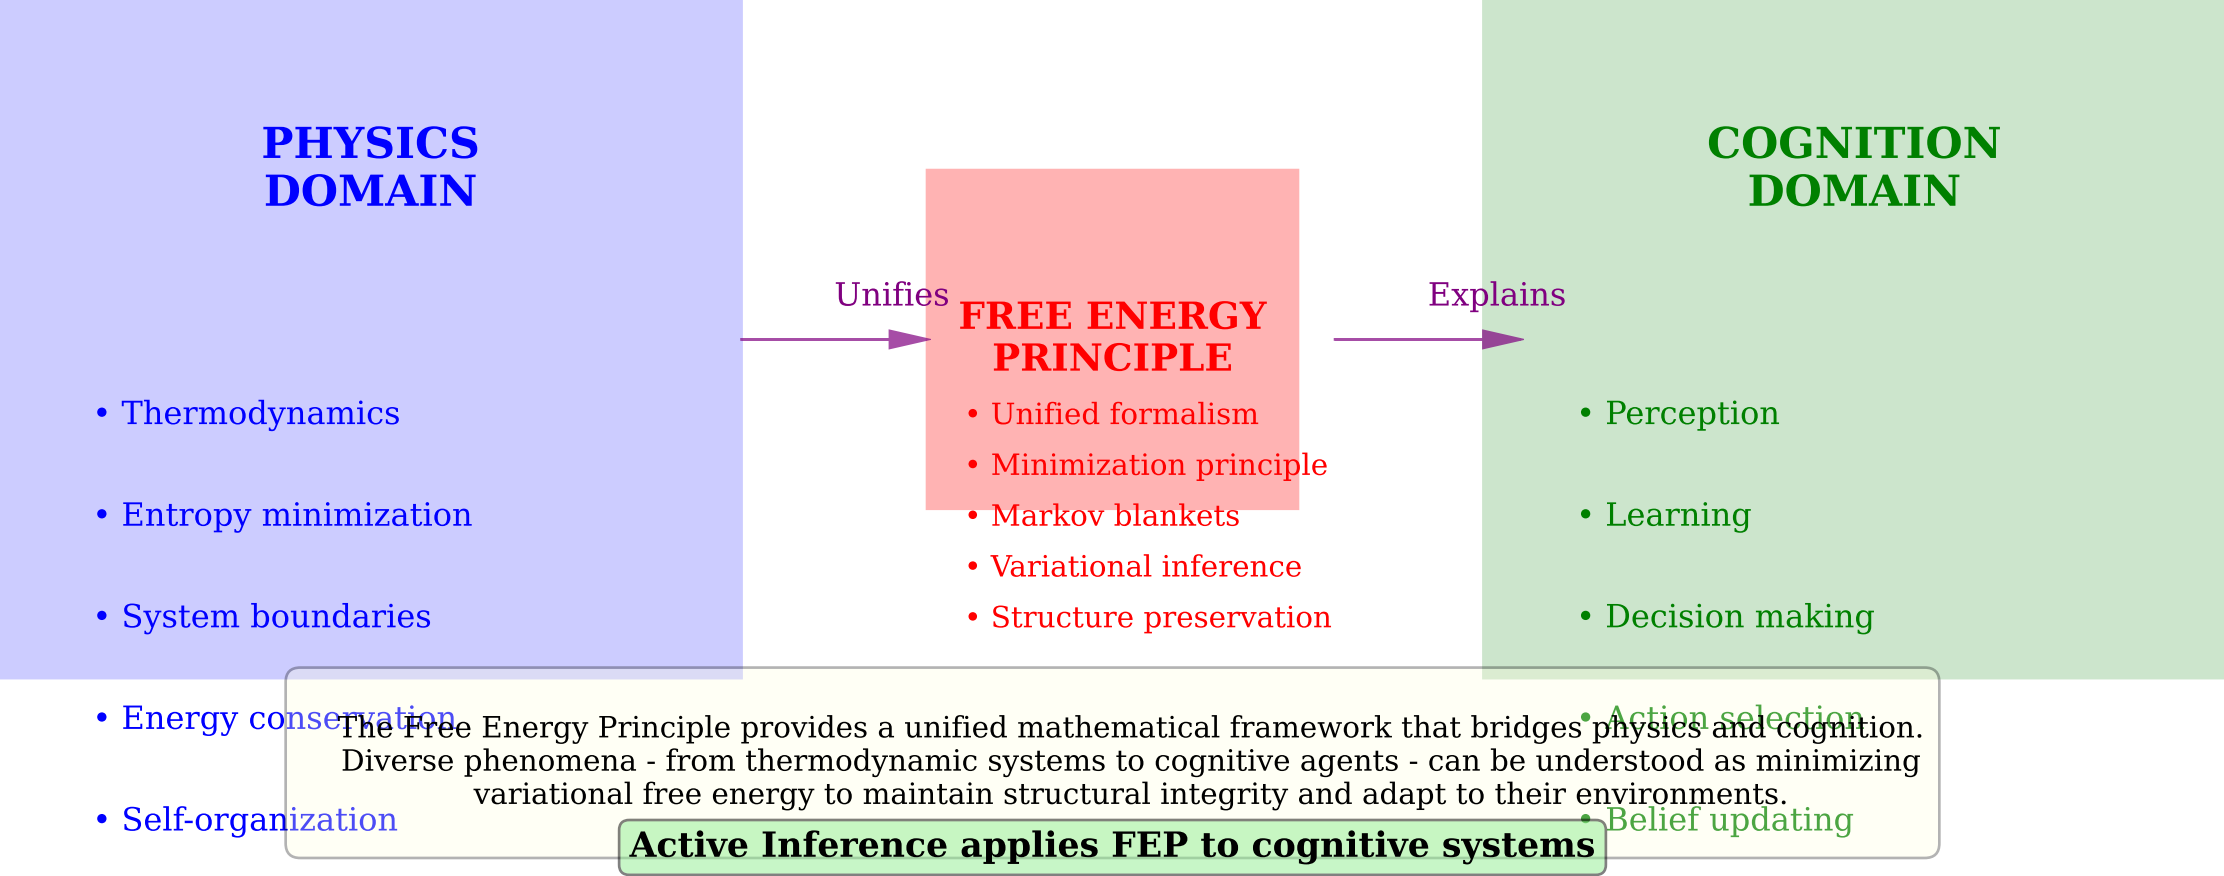 PHYSICS
DOMAIN
• Thermodynamics
• Entropy minimization
• System boundaries
• Energy conservation
• Self-organization
Unifies
FREE ENERGY
PRINCIPLE
• Unified formalism
• Minimization principle
• Markov blankets
• Variational inference
• Structure preservation
Explains
COGNITION
DOMAIN
• Perception
• Learning
• Decision making
• Action selection
• Belief updating
The Free Energy Principle provides a unified mathematical framework that bridges physics and cognition.
Diverse phenomena - from thermodynamic systems to cognitive agents - can be understood as minimizing
variational free energy to maintain structural integrity and adapt to their environments.
Active Inference applies FEP to cognitive systems